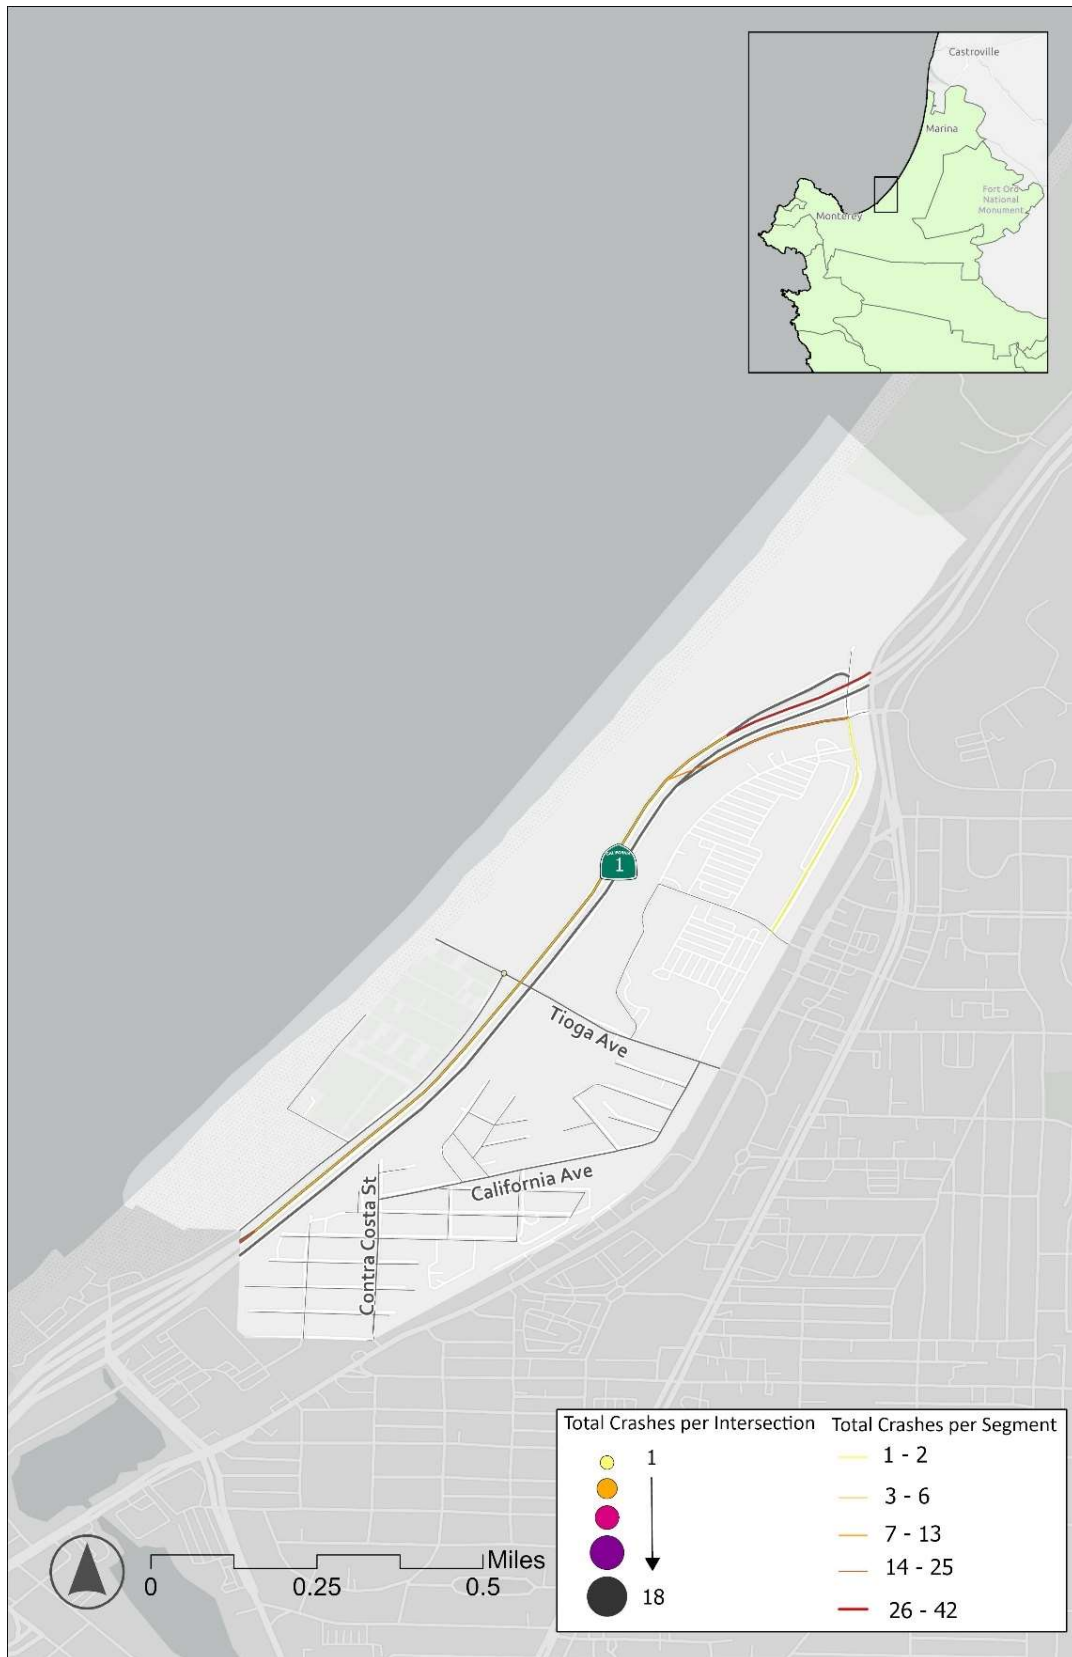 Castroville
Marina
Fort Ord
National
Monument
Monterey
1
Tioga Ave
California Ave
Contra Costa St
Total Crashes per Intersection
1
18
Total Crashes per Segment
1 - 2
3 - 6
7 - 13
14 - 25
26 - 42
Miles
0
0.25
0.5